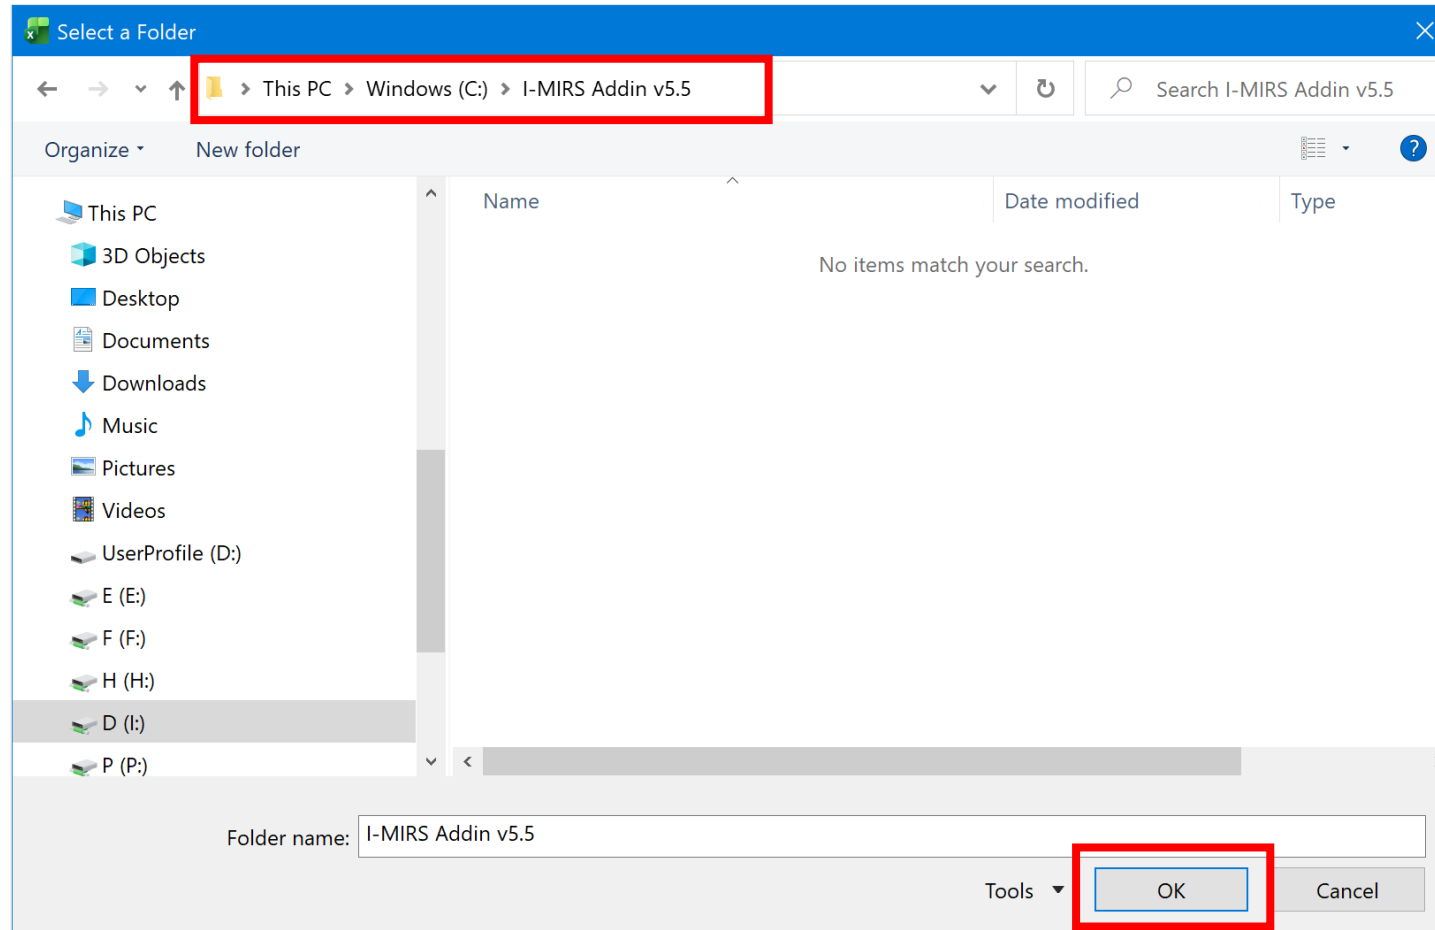 Select a Folder
This PC > Windows (C:) > I-MIRS Addin v5.5
Search I-MIRS Addin v5.5
Organize
New folder
?
Name
Date modified
Type
No items match your search.
This PC
3D Objects
Desktop
Documents
Downloads
Music
Pictures
Videos
UserProfile (D:)
E (E:)
F (F:)
H (H:)
D (I:)
P (P:)
Folder name: I-MIRS Addin v5.5
Tools
OK
Cancel